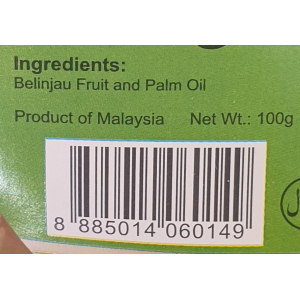 Ingredients:
Belinjau Fruit and Palm Oil
Product of Malaysia Net Wt.: 100g
8 885014 060149